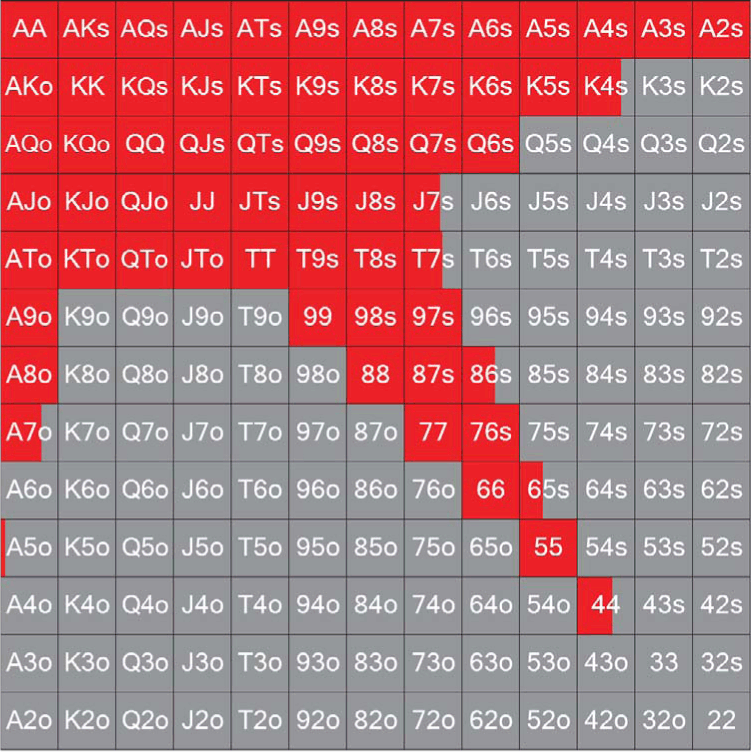 AA AKs AQs AJs ATs A9s A8s A7s A6s A5s A4s A3s A2s
AKo KK KQs KJs KTs K9s K8s K7s K6s K5s K4s K3s K2s
AQo KQo QQ QJs QTs Q9s Q8s Q7s Q6s Q5s Q4s Q3s Q2s
AJo KJo QJo JJ JTs J9s J8s J7s J6s J5s J4s J3s J2s
ATo KTo QTo JTo TT T9s T8s T7s T6s T5s T4s T3s T2s
A9o K9o Q9o J9o T9o 99 98s 97s 96s 95s 94s 93s 92s
A8o K8o Q8o J8o T8o 98o 88 87s 86s 85s 84s 83s 82s
A7o K7o Q7o J7o T7o 97o 87o 77 76s 75s 74s 73s 72s
A6o K6o Q6o J6o T6o 96o 86o 76o 66 65s 64s 63s 62s
A5o K5o Q5o J5o T5o 95o 85o 75o 65o 55 54s 53s 52s
A4o K4o Q4o J4o T4o 94o 84o 74o 64o 54o 44 43s 42s
A3o K3o Q3o J3o T3o 93o 83o 73o 63o 53o 43o 33 32s
A2o K2o Q2o J2o T2o 92o 82o 72o 62o 52o 42o 32o 22